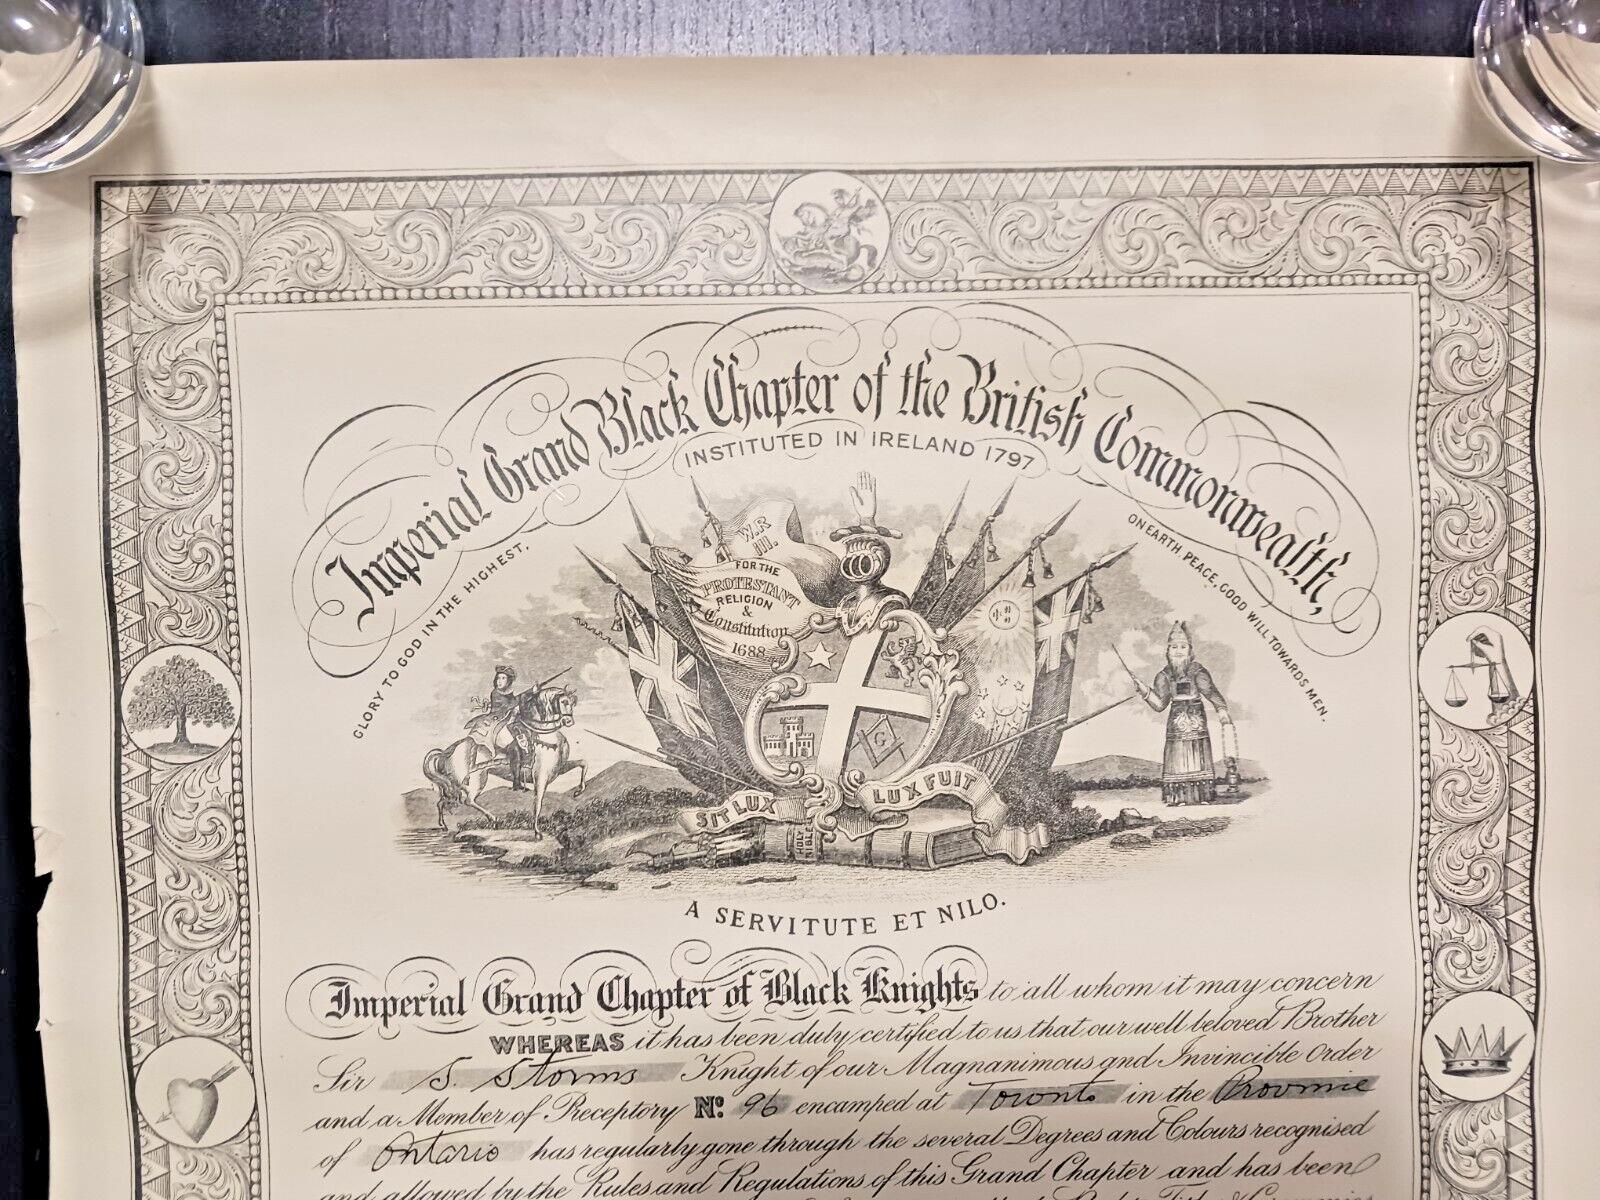 Imperial Grand Black Chapter of the British Commonwealth,
INSTITUTED IN IRELAND 1797
GLORY TO GOD IN THE HIGHEST,
ON EARTH PEACE, GOOD WILL TOWARDS MEN.
W.R
III.
FOR THE
PROTESTANT
RELIGION
&
Constitution
1688
G
SIT LUX
LUX FUIT
HOLY
BIBLE
A SERVITUTE ET NILO.
Imperial Grand Chapter of Black Knights to all whom it may concern
WHEREAS it has been duly certified to us that our well beloved Brother
Sir S. Storms Knight of our Magnanimous and Invincible Order
and a Member of Preceptory No. 96 encamped at Toronto in the Province
of Ontario has regularly gone through the several Degrees and Colours recognised
and allowed by the Rules and Regulations of this Grand Chapter and has been